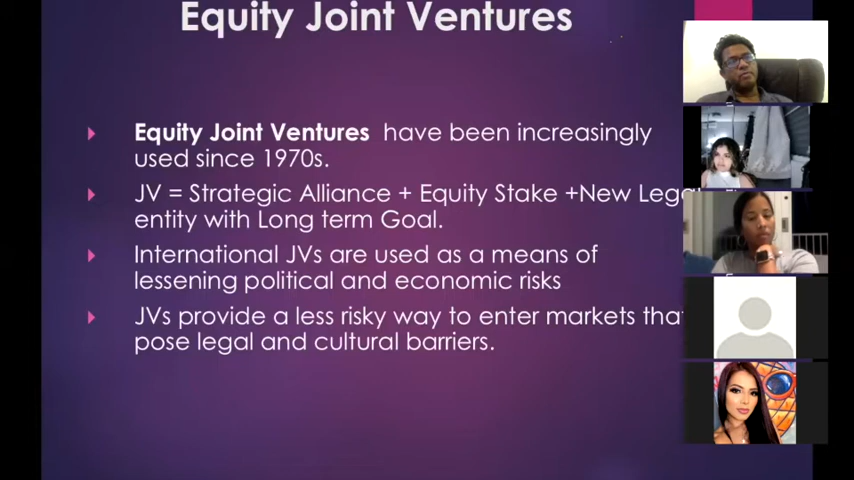 Equity Joint Ventures
Equity Joint Ventures have been increasingly
used since 1970s.
JV = Strategic Alliance + Equity Stake +New Legal
entity with Long term Goal.
International JVs are used as a means of
lessening political and economic risks
JVs provide a less risky way to enter markets that
pose legal and cultural barriers.